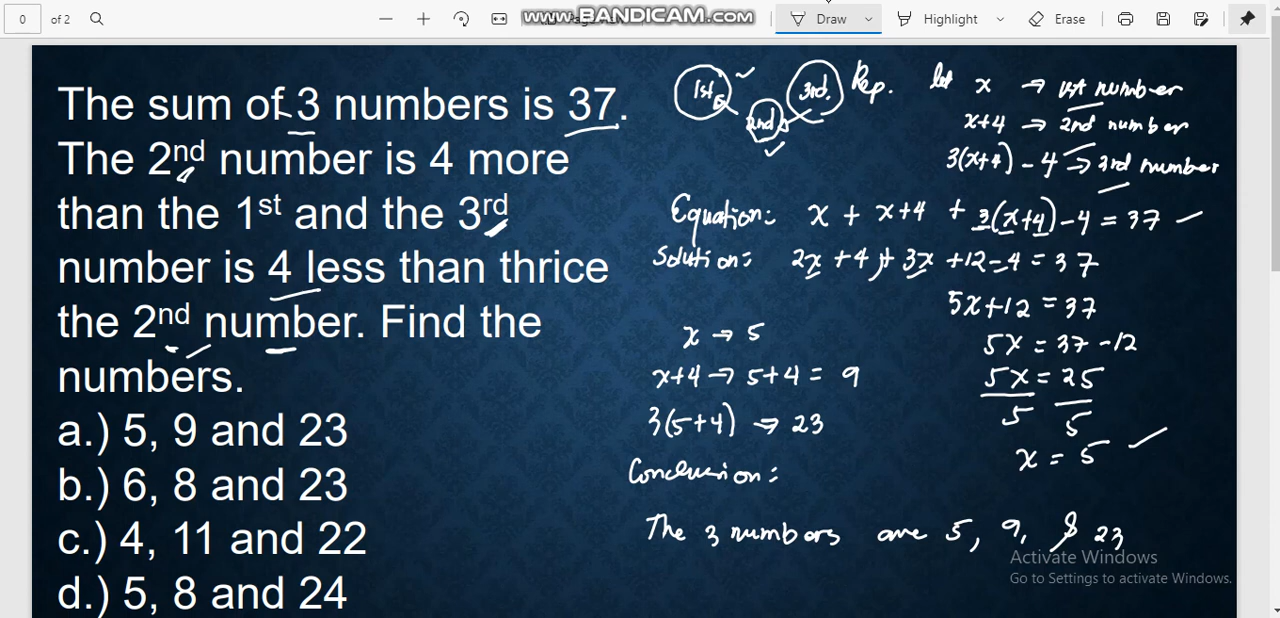 0 of 2 www.BANDICAM.com Draw Highlight Erase
The sum of 3 numbers is 37.
The 2nd number is 4 more
than the 1st and the 3rd
number is 4 less than thrice
the 2nd number. Find the
numbers.
a.) 5, 9 and 23
b.) 6, 8 and 23
c.) 4, 11 and 22
d.) 5, 8 and 24
1st 2nd 3rd
Rep. let x → 1st number
x+4 → 2nd number
3(x+4) - 4 → 3rd number
Equation: x + x+4 + 3(x+4) - 4 = 37
Solution: 2x + 4 + 3x + 12 - 4 = 37
5x + 12 = 37
5x = 37 - 12
5x = 25
5 5
x = 5
x → 5
x+4 → 5+4 = 9
3(5+4) → 23
Conclusion:
The 3 numbers are 5, 9, & 23
Activate Windows
Go to Settings to activate Windows.